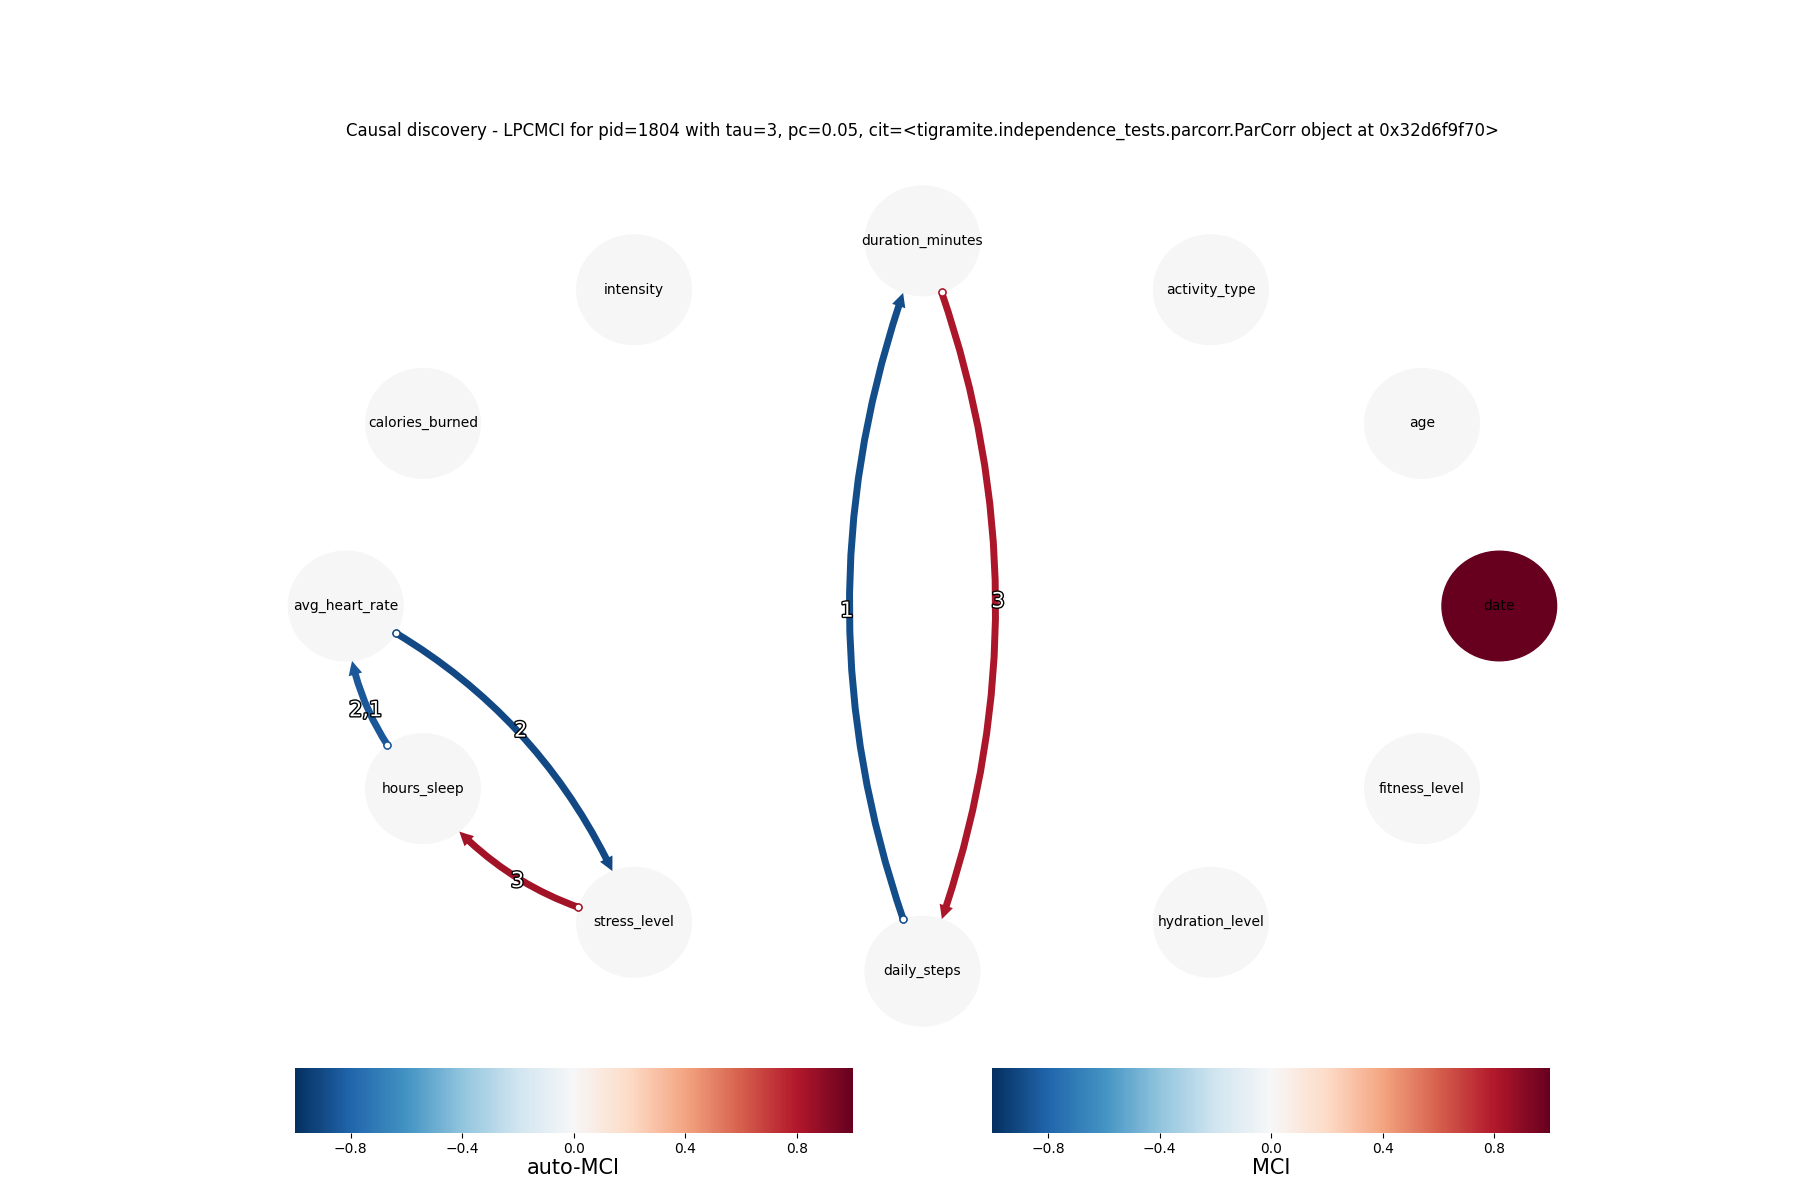 Causal discovery - LPCMCI for pid=1804 with tau=3, pc=0.05, cit=<tigramite.independence_tests.parcorr.ParCorr object at 0x32d6f9f70>
duration_minutes
intensity
activity_type
calories_burned
age
avg_heart_rate
1
3
date
2,1
2
hours_sleep
fitness_level
3
stress_level
hydration_level
daily_steps
−0.8 −0.4 0.0 0.4 0.8
auto-MCI
−0.8 −0.4 0.0 0.4 0.8
MCI